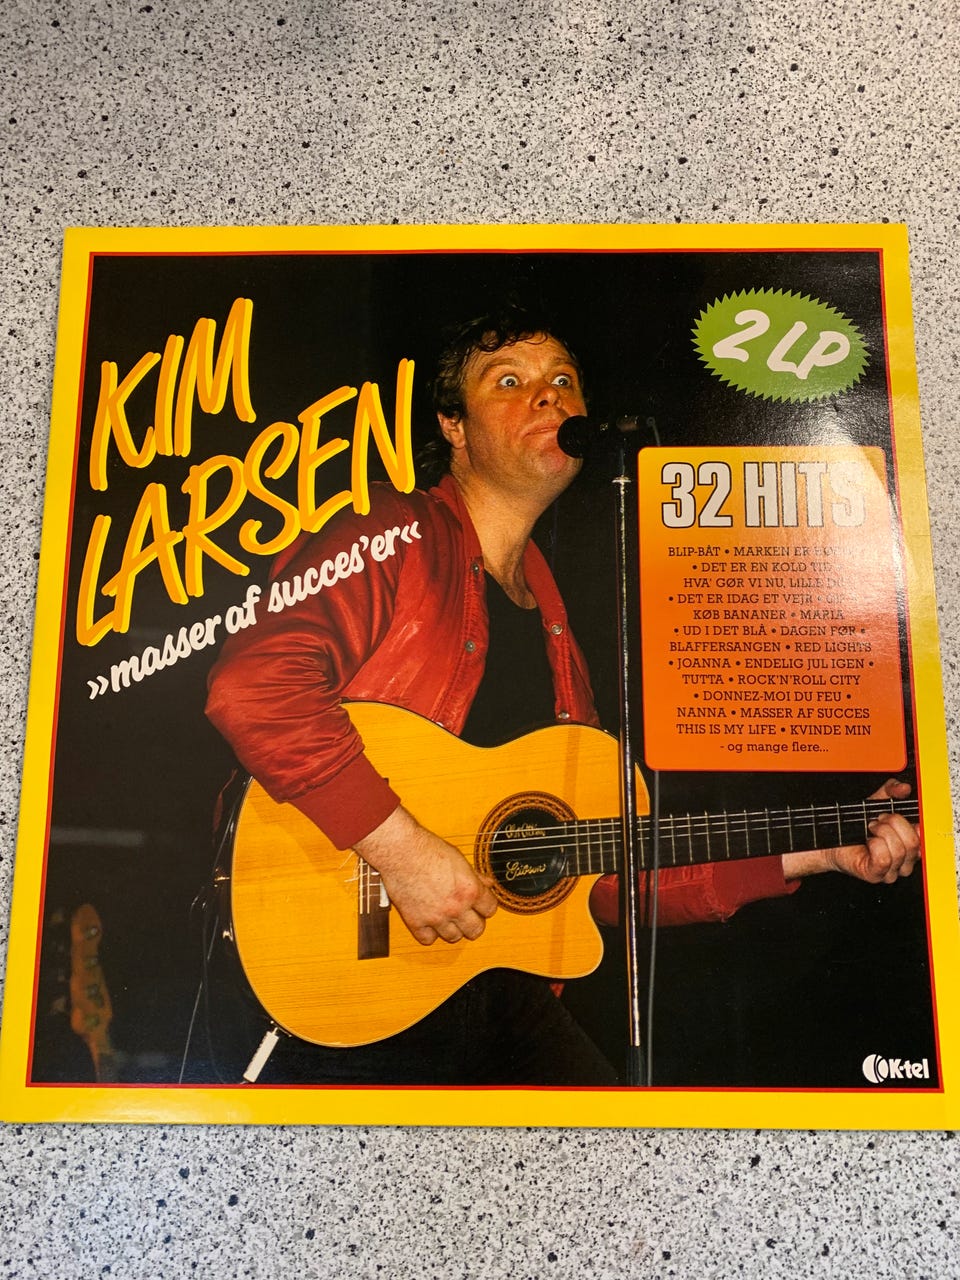 KIM
LARSEN
»masser af succes'er«
2 LP
32 HITS
BLIP-BÅT • MARKEN ER
• DET ER EN KOLD TID
HVA' GØR VI NU, LILLE DU
• DET ER IDAG ET VEJR •
KØB BANANER • MARIA
• UD I DET BLÅ • DAGEN FØR •
BLAFFERSANGEN • RED LIGHTS
• JOANNA • ENDELIG JUL IGEN •
TUTTA • ROCK'N'ROLL CITY
• DONNEZ-MOI DU FEU •
NANNA • MASSER AF SUCCES
THIS IS MY LIFE • KVINDE MIN
- og mange flere...
Gibson
K-tel